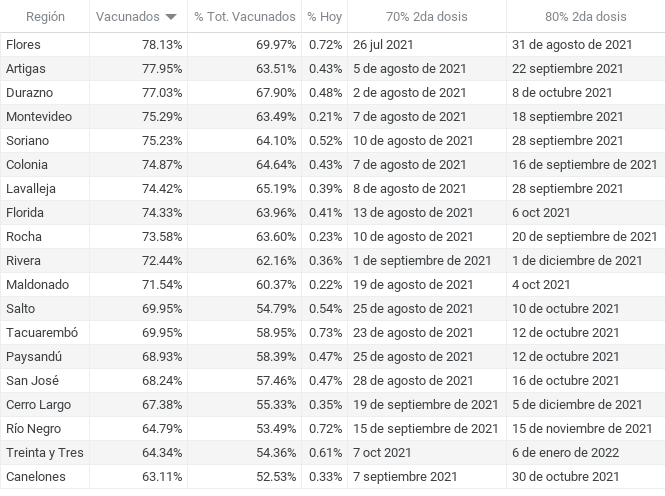 Región Vacunados % Tot. Vacunados % Hoy 70% 2da dosis 80% 2da dosis
Flores 78.13% 69.97% 0.72% 26 jul 2021 31 de agosto de 2021
Artigas 77.95% 63.51% 0.43% 5 de agosto de 2021 22 septiembre 2021
Durazno 77.03% 67.90% 0.48% 2 de agosto de 2021 8 de octubre 2021
Montevideo 75.29% 63.49% 0.21% 7 de agosto de 2021 18 septiembre 2021
Soriano 75.23% 64.10% 0.52% 10 de agosto de 2021 28 septiembre 2021
Colonia 74.87% 64.64% 0.43% 7 de agosto de 2021 16 de septiembre de 2021
Lavalleja 74.42% 65.19% 0.39% 8 de agosto de 2021 28 septiembre 2021
Florida 74.33% 63.96% 0.41% 13 de agosto de 2021 6 oct 2021
Rocha 73.58% 63.60% 0.23% 10 de agosto de 2021 20 de septiembre de 2021
Rivera 72.44% 62.16% 0.36% 1 de septiembre de 2021 1 de diciembre de 2021
Maldonado 71.54% 60.37% 0.22% 19 de agosto de 2021 4 oct 2021
Salto 69.95% 54.79% 0.54% 25 de agosto de 2021 10 de octubre 2021
Tacuarembó 69.95% 58.95% 0.73% 23 de agosto de 2021 12 de octubre 2021
Paysandú 68.93% 58.39% 0.47% 25 de agosto de 2021 12 de octubre 2021
San José 68.24% 57.46% 0.47% 28 de agosto de 2021 16 de octubre 2021
Cerro Largo 67.38% 55.33% 0.35% 19 de septiembre de 2021 5 de diciembre de 2021
Río Negro 64.79% 53.49% 0.72% 15 de septiembre de 2021 15 de noviembre de 2021
Treinta y Tres 64.34% 54.36% 0.61% 7 oct 2021 6 de enero de 2022
Canelones 63.11% 52.53% 0.33% 7 septiembre 2021 30 de octubre 2021